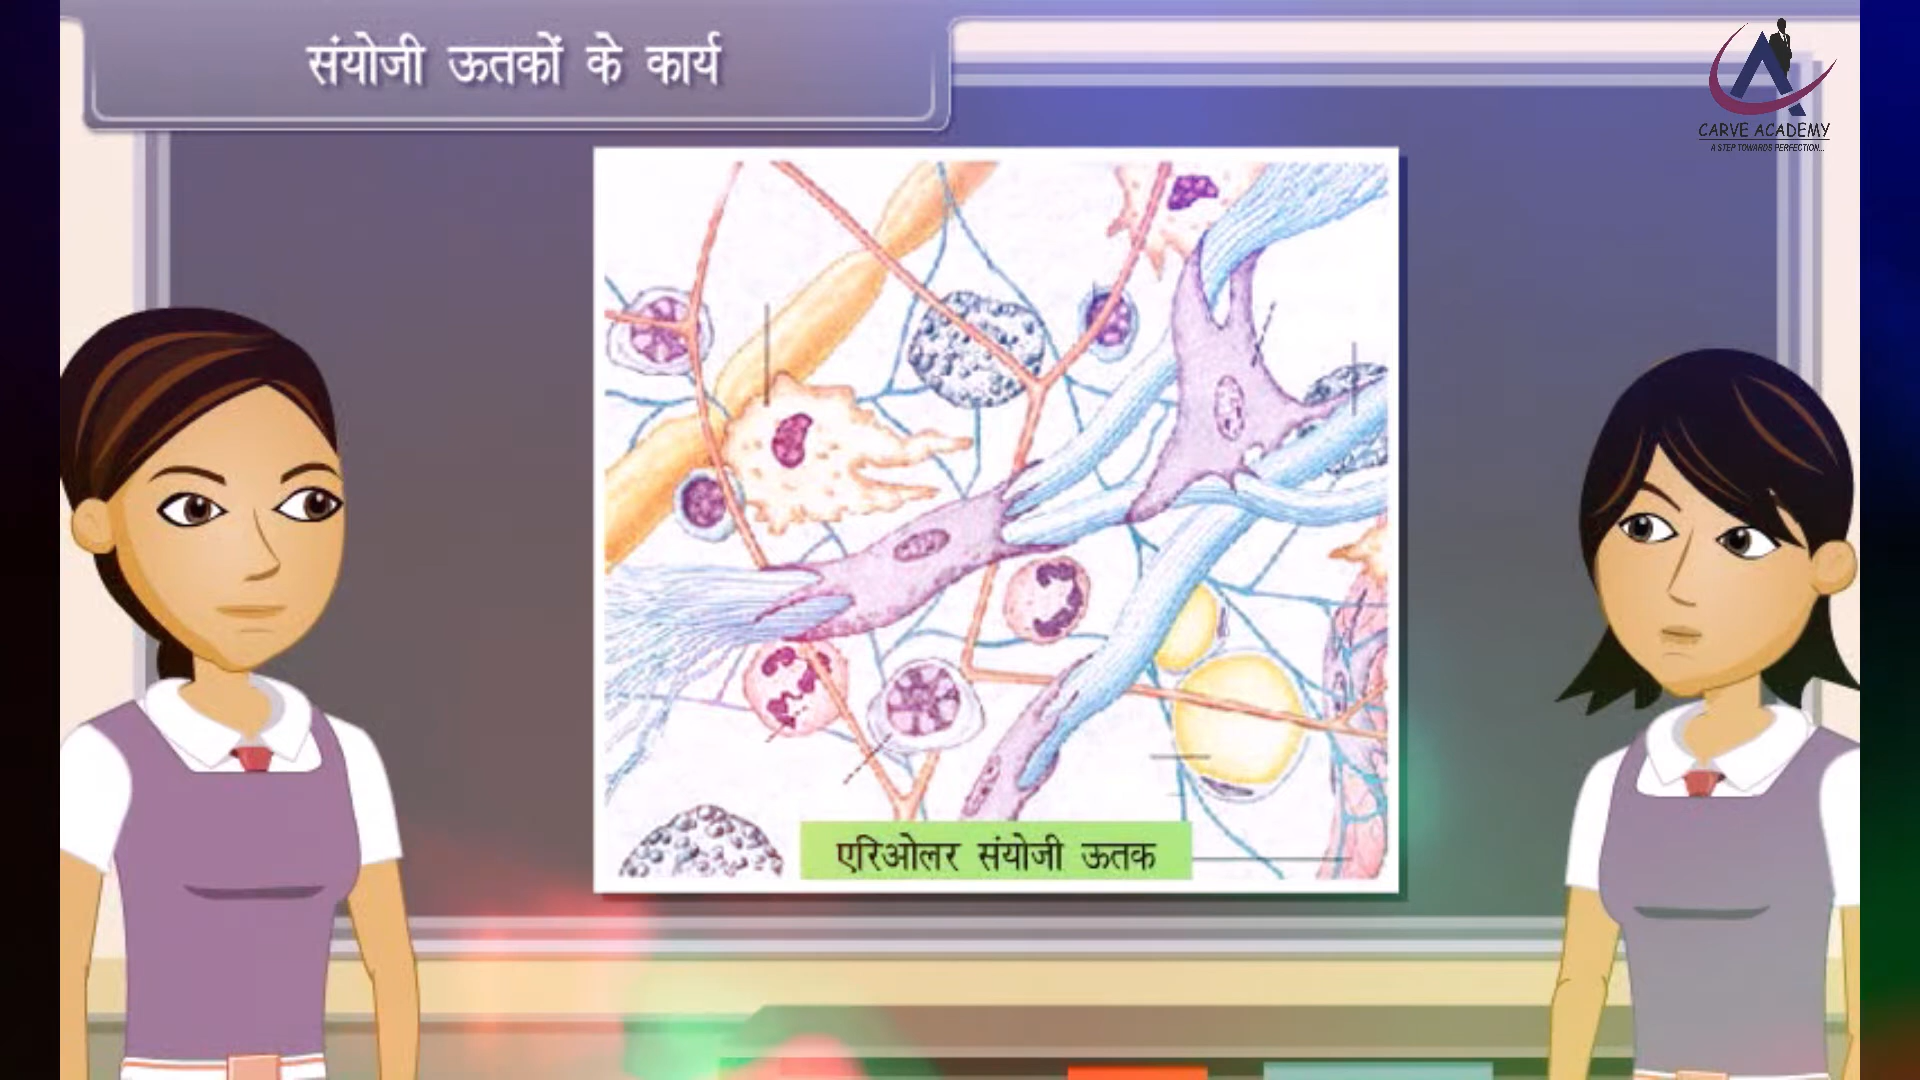 संयोजी ऊतकों के कार्य
CARVE ACADEMY
A STEP TOWARDS PERFECTION...
एरिओलर संयोजी ऊतक